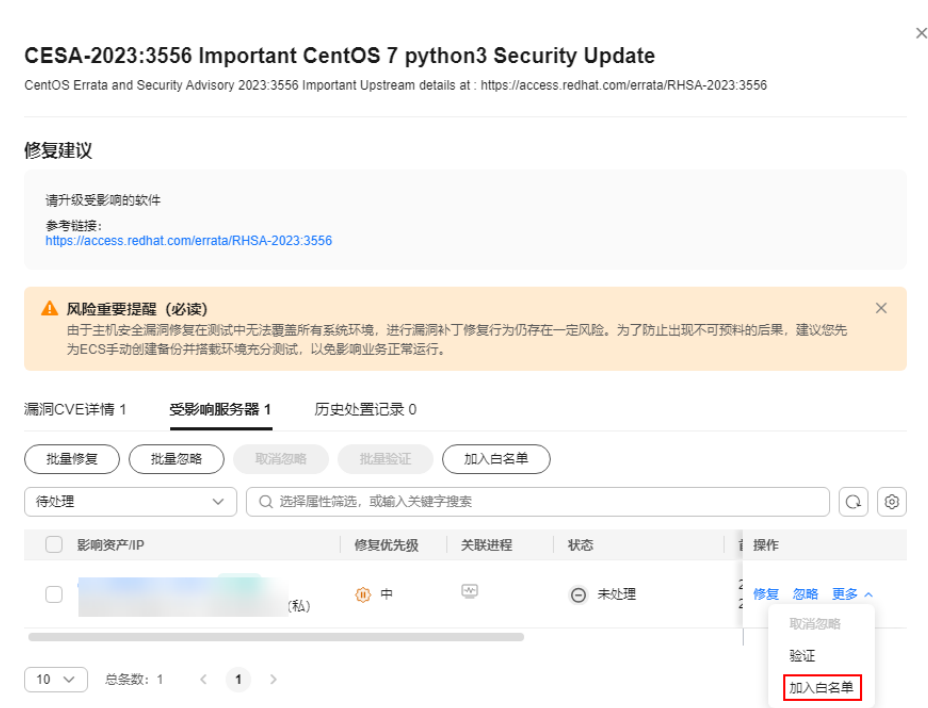 CESA-2023:3556 Important CentOS 7 python3 Security Update
CentOS Errata and Security Advisory 2023:3556 Important Upstream details at : https://access.redhat.com/errata/RHSA-2023:3556
修复建议
请升级受影响的软件
参考链接:
https://access.redhat.com/errata/RHSA-2023:3556
风险重要提醒（必读）
由于主机安全漏洞修复在测试中无法覆盖所有系统环境，进行漏洞补丁修复行为仍存在一定风险。为了防止出现不可预料的后果，建议您先
为ECS手动创建备份并搭载环境充分测试，以免影响业务正常运行。
漏洞CVE详情 1 受影响服务器 1 历史处置记录 0
批量修复 批量忽略 取消忽略 批量验证 加入白名单
待处理 选择属性筛选，或输入关键字搜索
影响资产/IP 修复优先级 关联进程 状态 操作
(私) 中 未处理 修复 忽略 更多
取消忽略
验证
加入白名单
10 总条数: 1 1